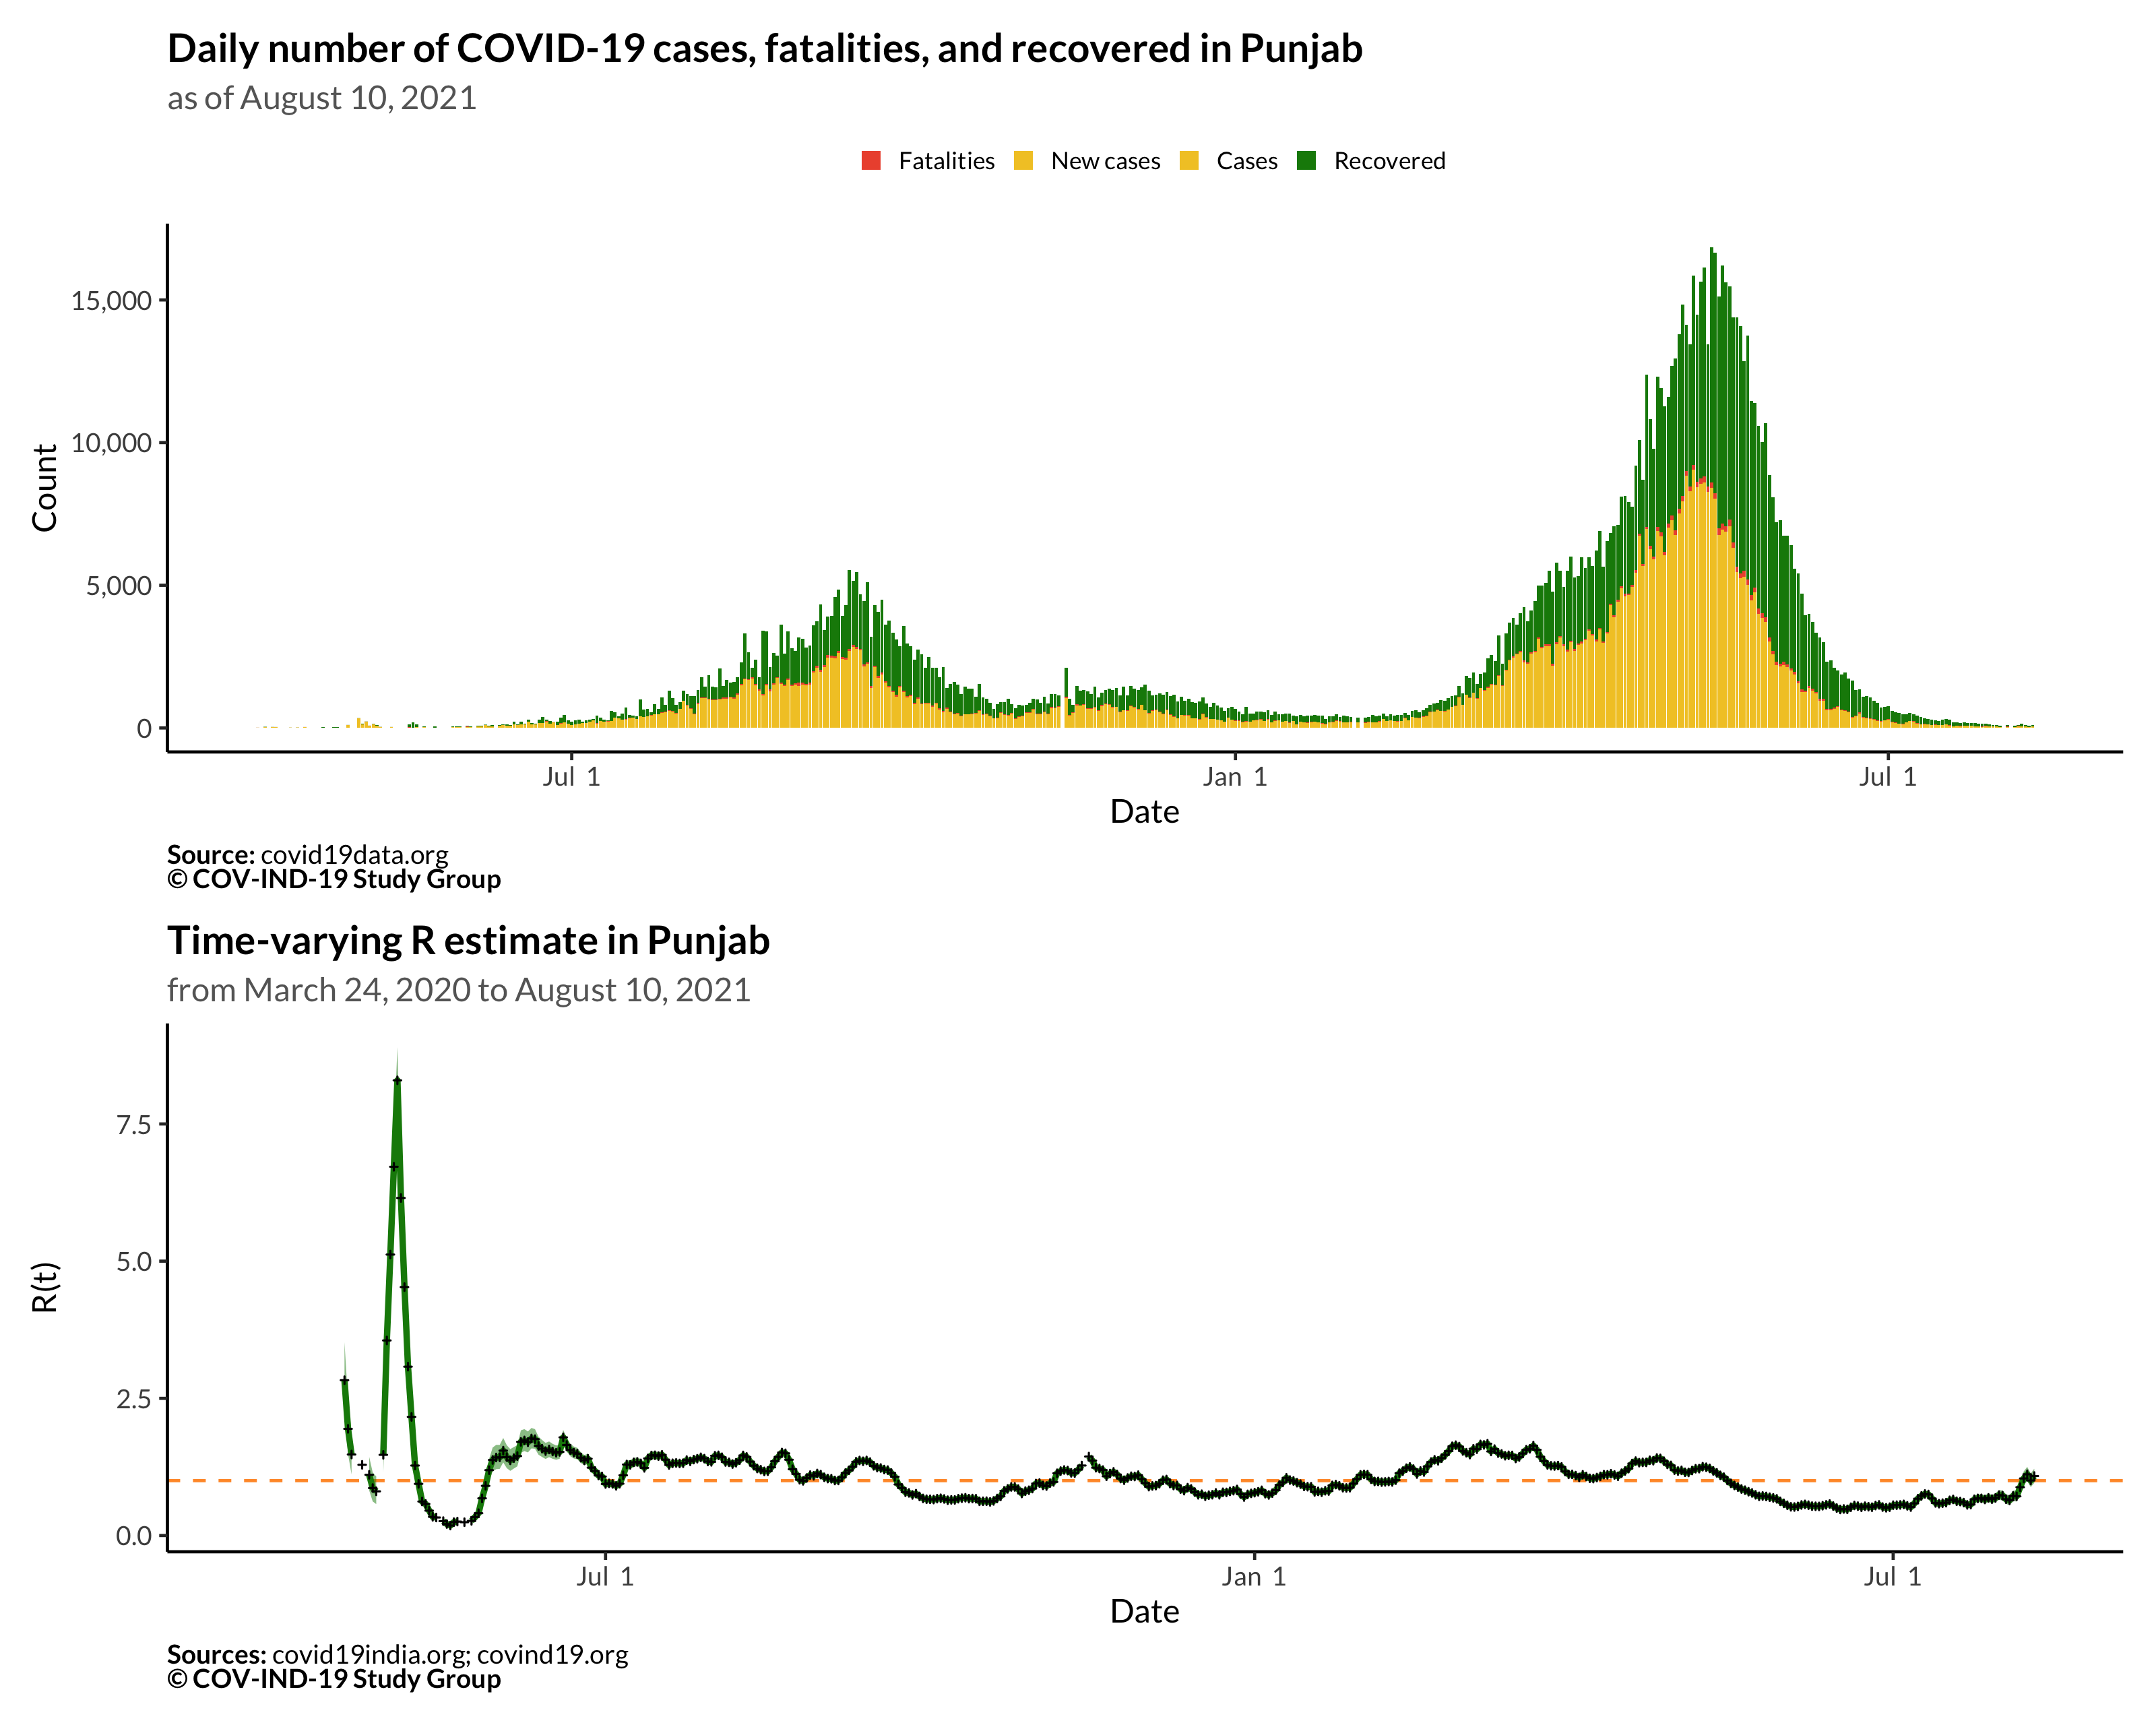 Daily number of COVID-19 cases, fatalities, and recovered in Punjab
as of August 10, 2021
Fatalities New cases Cases Recovered
Count
15,000
10,000
5,000
0
Jul 1 Jan 1 Jul 1
Date
Source: covid19data.org
© COV-IND-19 Study Group
Time-varying R estimate in Punjab
from March 24, 2020 to August 10, 2021
R(t)
7.5
5.0
2.5
0.0
Jul 1 Jan 1 Jul 1
Date
Sources: covid19india.org; covind19.org
© COV-IND-19 Study Group